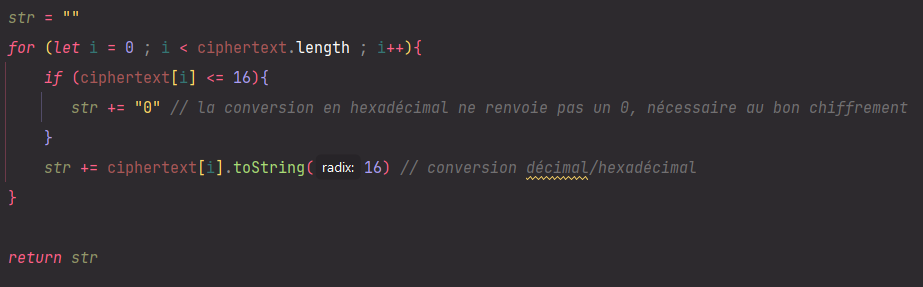 str = ""
for (let i = 0 ; i < ciphertext.length ; i++){
if (ciphertext[i] <= 16){
str += "0" // la conversion en hexadécimal ne renvoie pas un 0, nécessaire au bon chiffrement
}
str += ciphertext[i].toString( radix: 16) // conversion décimal/hexadécimal
}
return str